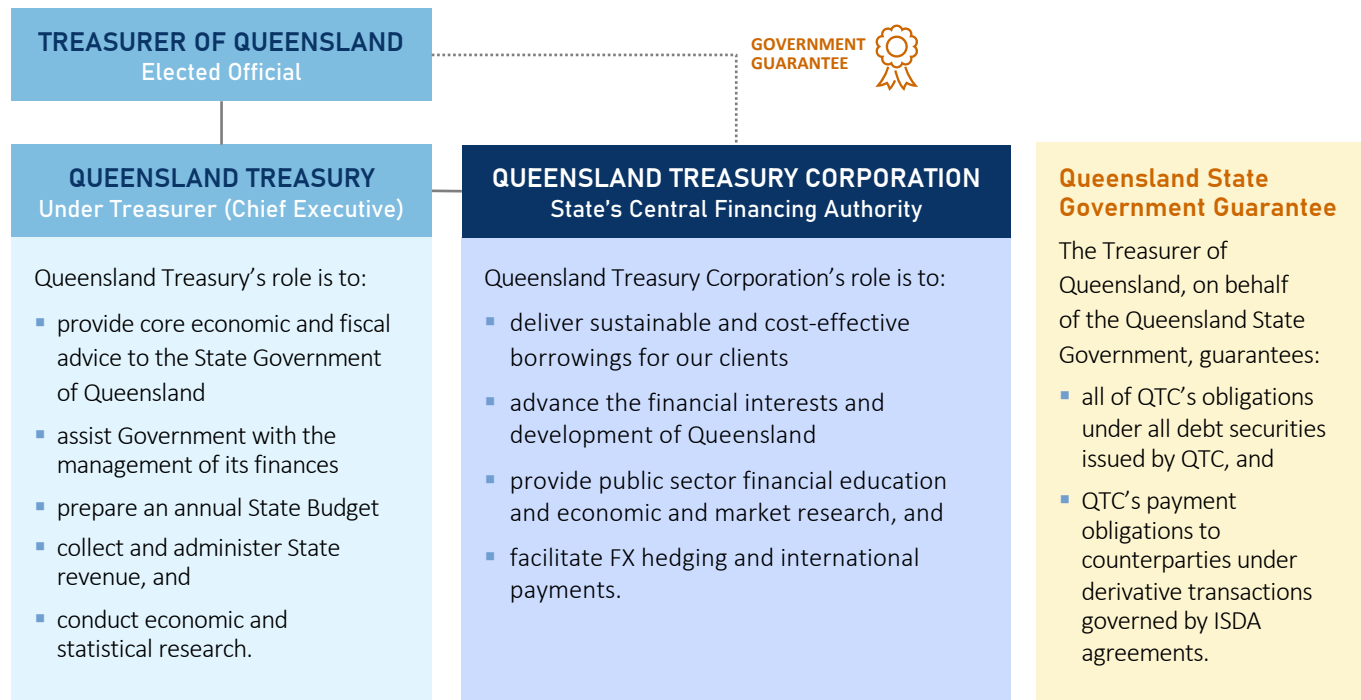 TREASURER OF QUEENSLAND
Elected Official
GOVERNMENT
GUARANTEE
QUEENSLAND TREASURY
Under Treasurer (Chief Executive)
Queensland Treasury's role is to:
▪ provide core economic and fiscal
advice to the State Government
of Queensland
▪ assist Government with the
management of its finances
▪ prepare an annual State Budget
▪ collect and administer State
revenue, and
▪ conduct economic and
statistical research.
QUEENSLAND TREASURY CORPORATION
State's Central Financing Authority
Queensland Treasury Corporation's role is to:
▪ deliver sustainable and cost-effective
borrowings for our clients
▪ advance the financial interests and
development of Queensland
▪ provide public sector financial education
and economic and market research, and
▪ facilitate FX hedging and international
payments.
Queensland State
Government Guarantee
The Treasurer of
Queensland, on behalf
of the Queensland State
Government, guarantees:
▪ all of QTC's obligations
under all debt securities
issued by QTC, and
▪ QTC's payment
obligations to
counterparties under
derivative transactions
governed by ISDA
agreements.